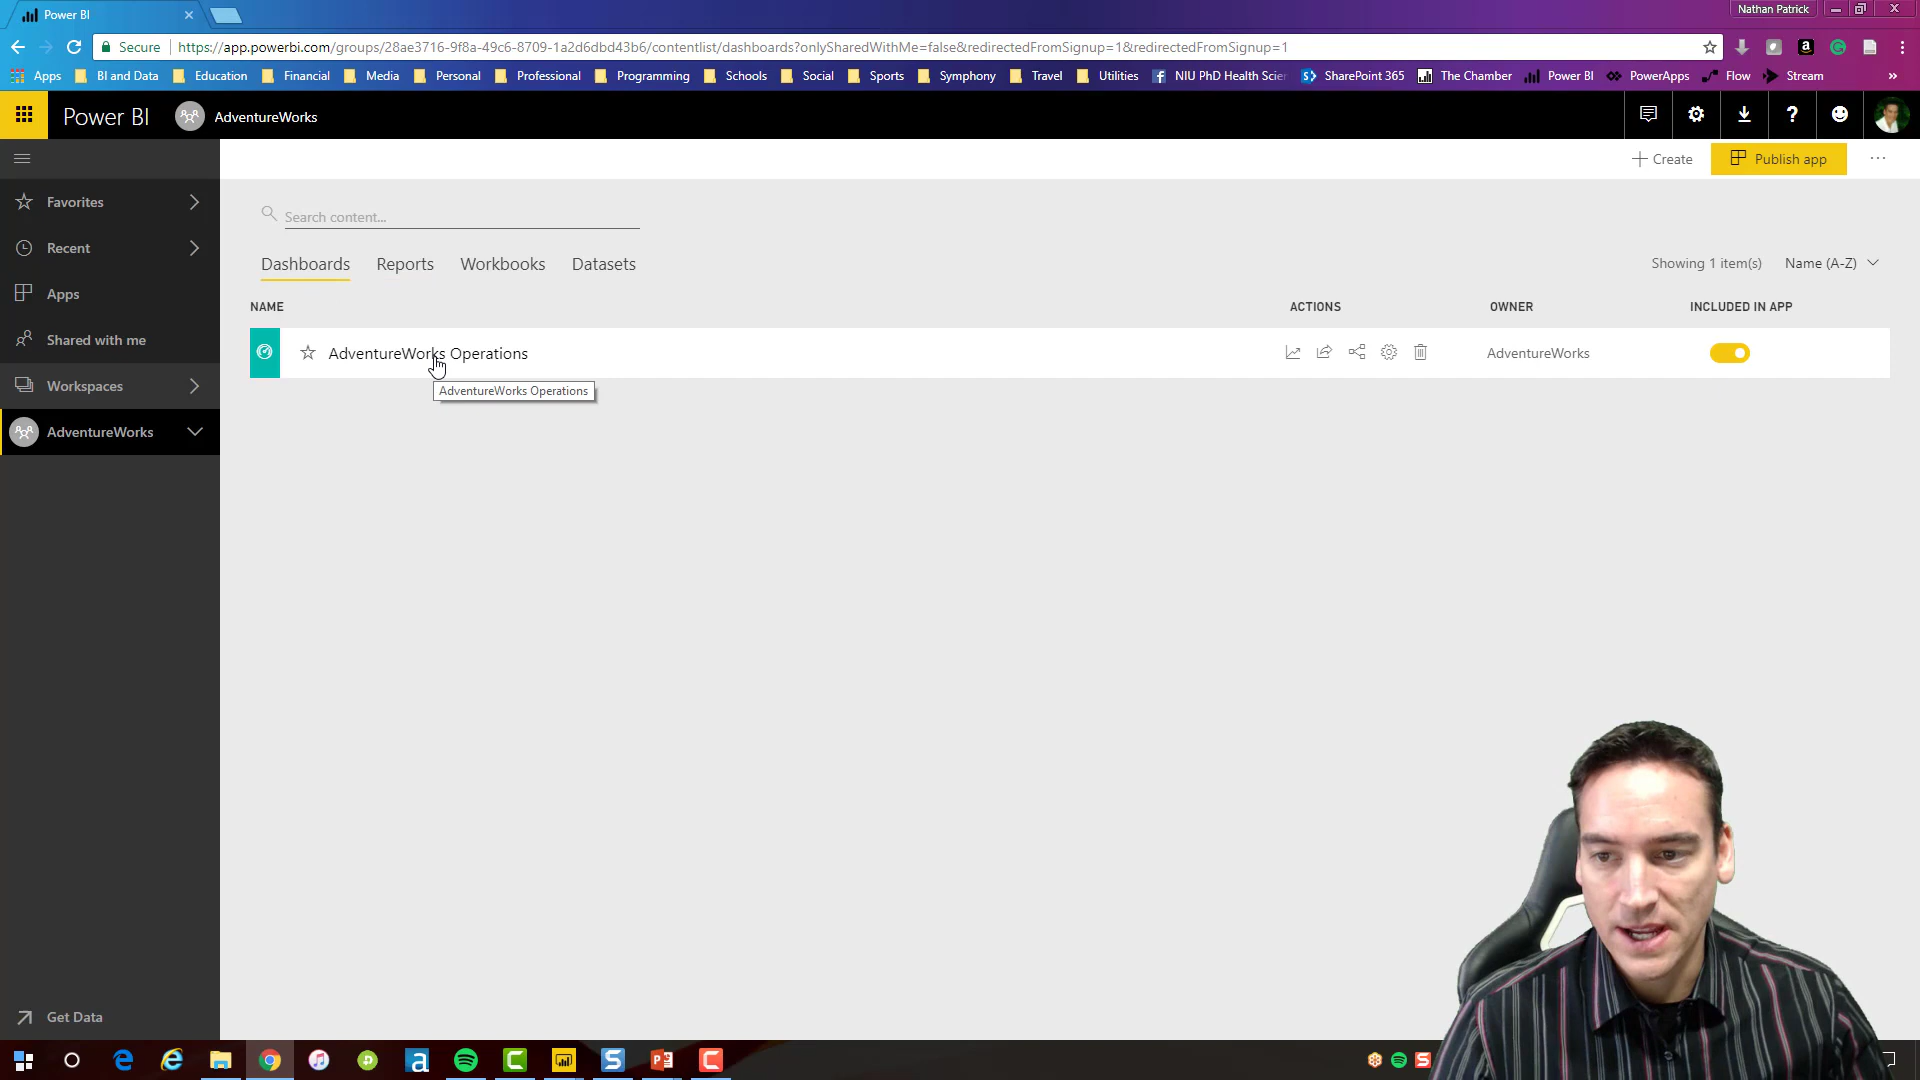 Power BI
Nathan Patrick
Secure
https://app.powerbi.com/groups/28ae3716-9f8a-49c6-8709-1a2d6dbd43b6/contentlist/dashboards?onlySharedWithMe=false&redirectedFromSignup=1&redirectedFromSignup=1
Apps BI and Data Education Financial Media Personal Professional Programming Schools Social Sports Symphony Travel Utilities NIU PhD Health Scien SharePoint 365 The Chamber Power BI PowerApps Flow Stream »
Power BI AdventureWorks
+ Create Publish app ...
Favorites
Search content...
Recent
Dashboards Reports Workbooks Datasets
Showing 1 item(s) Name (A-Z)
Apps
NAME ACTIONS OWNER INCLUDED IN APP
Shared with me
AdventureWorks Operations AdventureWorks
Workspaces
AdventureWorks Operations
AdventureWorks
Get Data